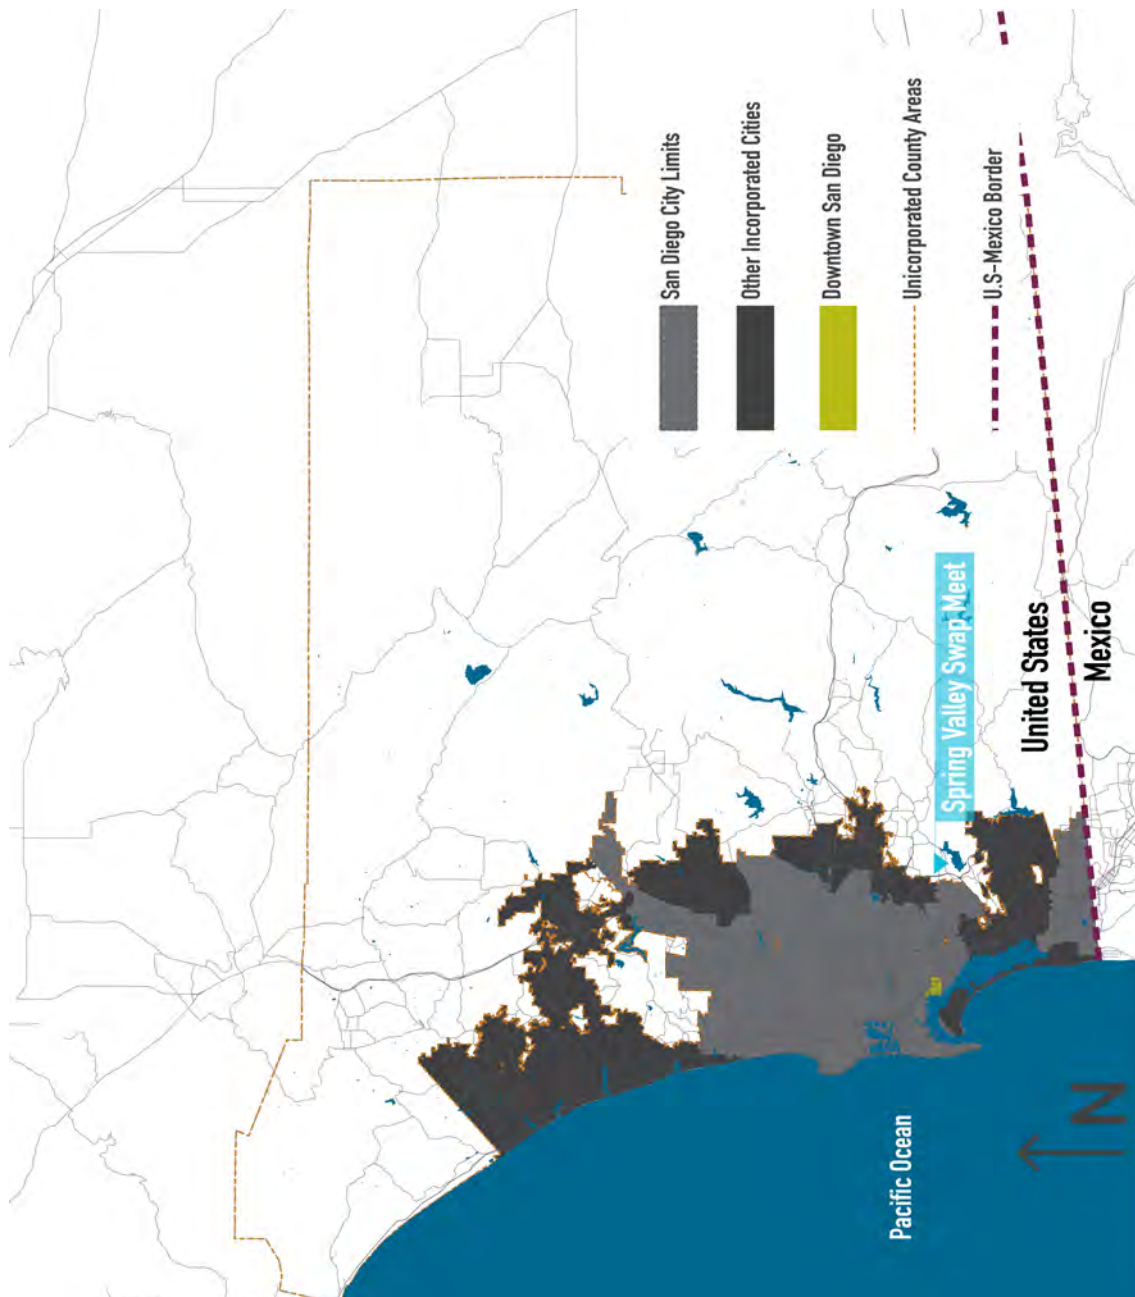 San Diego City Limits
Other Incorporated Cities
Downtown San Diego
Unicorporated County Areas
U.S-Mexico Border
Spring Valley Swap Meet
United States
Mexico
Pacific Ocean
N